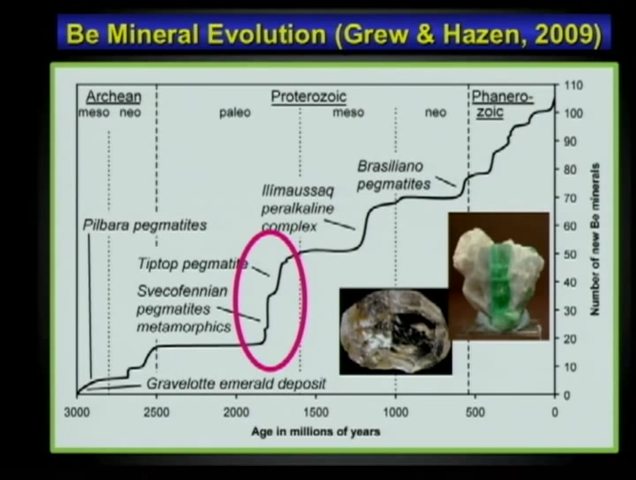 Be Mineral Evolution (Grew & Hazen, 2009)
Archean
Proterozoic
Phanero-
zoic
meso neo
paleo
meso
neo
Brasiliano
pegmatites
Ilimaussaq
peralkaline
complex
Pilbara pegmatites
Tiptop pegmatite
Svecofennian
pegmatites
metamorphics
Gravelotte emerald deposit
110
100
90
80
70
60
50
40
30
20
10
0
Number of new Be minerals
3000 2500 2000 1500 1000 500 0
Age in millions of years